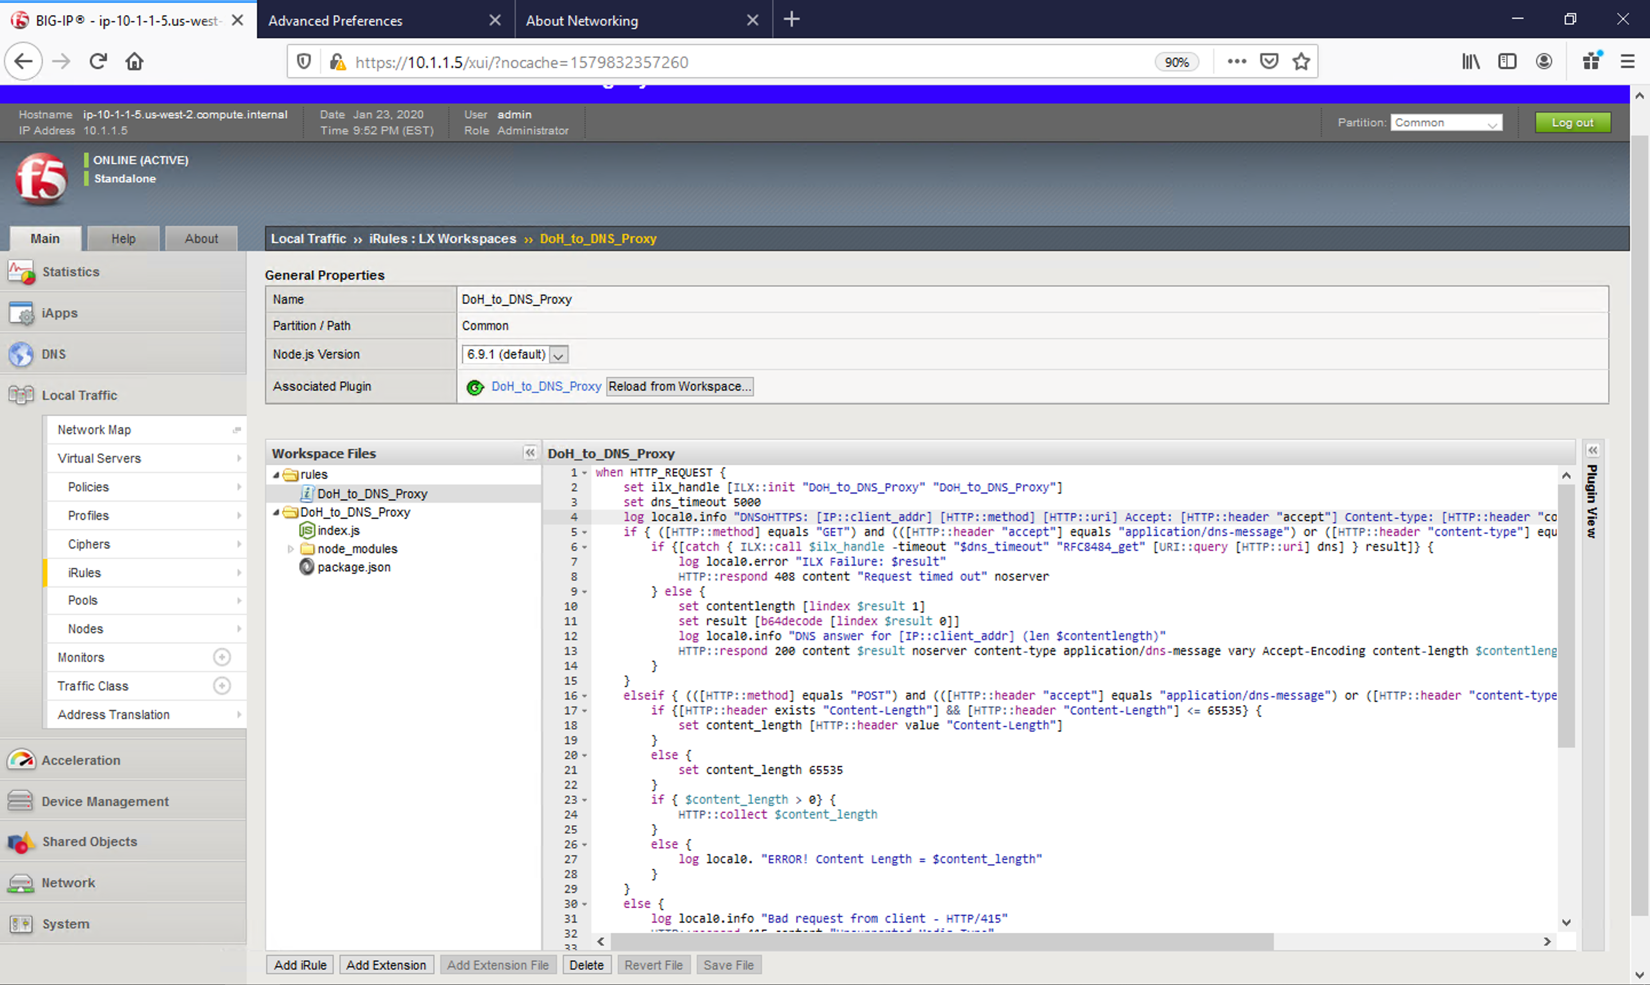 BIG-IP® - ip-10-1-1-5.us-west-
Advanced Preferences
About Networking
https://10.1.1.5/xui/?nocache=1579832357260
90%
Hostname ip-10-1-1-5.us-west-2.compute.internal
IP Address 10.1.1.5
Date Jan 23, 2020
Time 9:52 PM (EST)
User admin
Role Administrator
Partition: Common
Log out
f5
ONLINE (ACTIVE)
Standalone
Main
Help
About
Local Traffic ›› iRules : LX Workspaces ›› DoH_to_DNS_Proxy
Statistics
iApps
DNS
Local Traffic
Network Map
Virtual Servers
Policies
Profiles
Ciphers
iRules
Pools
Nodes
Monitors
Traffic Class
Address Translation
Acceleration
Device Management
Shared Objects
Network
System
General Properties
Name DoH_to_DNS_Proxy
Partition / Path Common
Node.js Version 6.9.1 (default)
Associated Plugin DoH_to_DNS_Proxy Reload from Workspace...
Workspace Files
rules
DoH_to_DNS_Proxy
DoH_to_DNS_Proxy
index.js
node_modules
package.json
DoH_to_DNS_Proxy
1 when HTTP_REQUEST {
2 set ilx_handle [ILX::init "DoH_to_DNS_Proxy" "DoH_to_DNS_Proxy"]
3 set dns_timeout 5000
4 log local0.info "DNSoHTTPS: [IP::client_addr] [HTTP::method] [HTTP::uri] Accept: [HTTP::header "accept"] Content-type: [HTTP::header "co
5 if { ([HTTP::method] equals "GET") and (([HTTP::header "accept"] equals "application/dns-message") or ([HTTP::header "content-type"] equ
6 if {[catch { ILX::call $ilx_handle -timeout "$dns_timeout" "RFC8484_get" [URI::query [HTTP::uri] dns] } result]} {
7 log local0.error "ILX Failure: $result"
8 HTTP::respond 408 content "Request timed out" noserver
9 } else {
10 set contentlength [lindex $result 1]
11 set result [b64decode [lindex $result 0]]
12 log local0.info "DNS answer for [IP::client_addr] (len $contentlength)"
13 HTTP::respond 200 content $result noserver content-type application/dns-message vary Accept-Encoding content-length $contentleng
14 }
15 }
16 elseif { (([HTTP::method] equals "POST") and (([HTTP::header "accept"] equals "application/dns-message") or ([HTTP::header "content-type
17 if {[HTTP::header exists "Content-Length"] && [HTTP::header "Content-Length"] <= 65535} {
18 set content_length [HTTP::header value "Content-Length"]
19 }
20 else {
21 set content_length 65535
22 }
23 if { $content_length > 0} {
24 HTTP::collect $content_length
25 }
26 else {
27 log local0. "ERROR! Content Length = $content_length"
28 }
29 }
30 else {
31 log local0.info "Bad request from client - HTTP/415"
32 HTTP::respond 415 content "Unsupported Media Type"
33
Plugin View
Add iRule
Add Extension
Add Extension File
Delete
Revert File
Save File